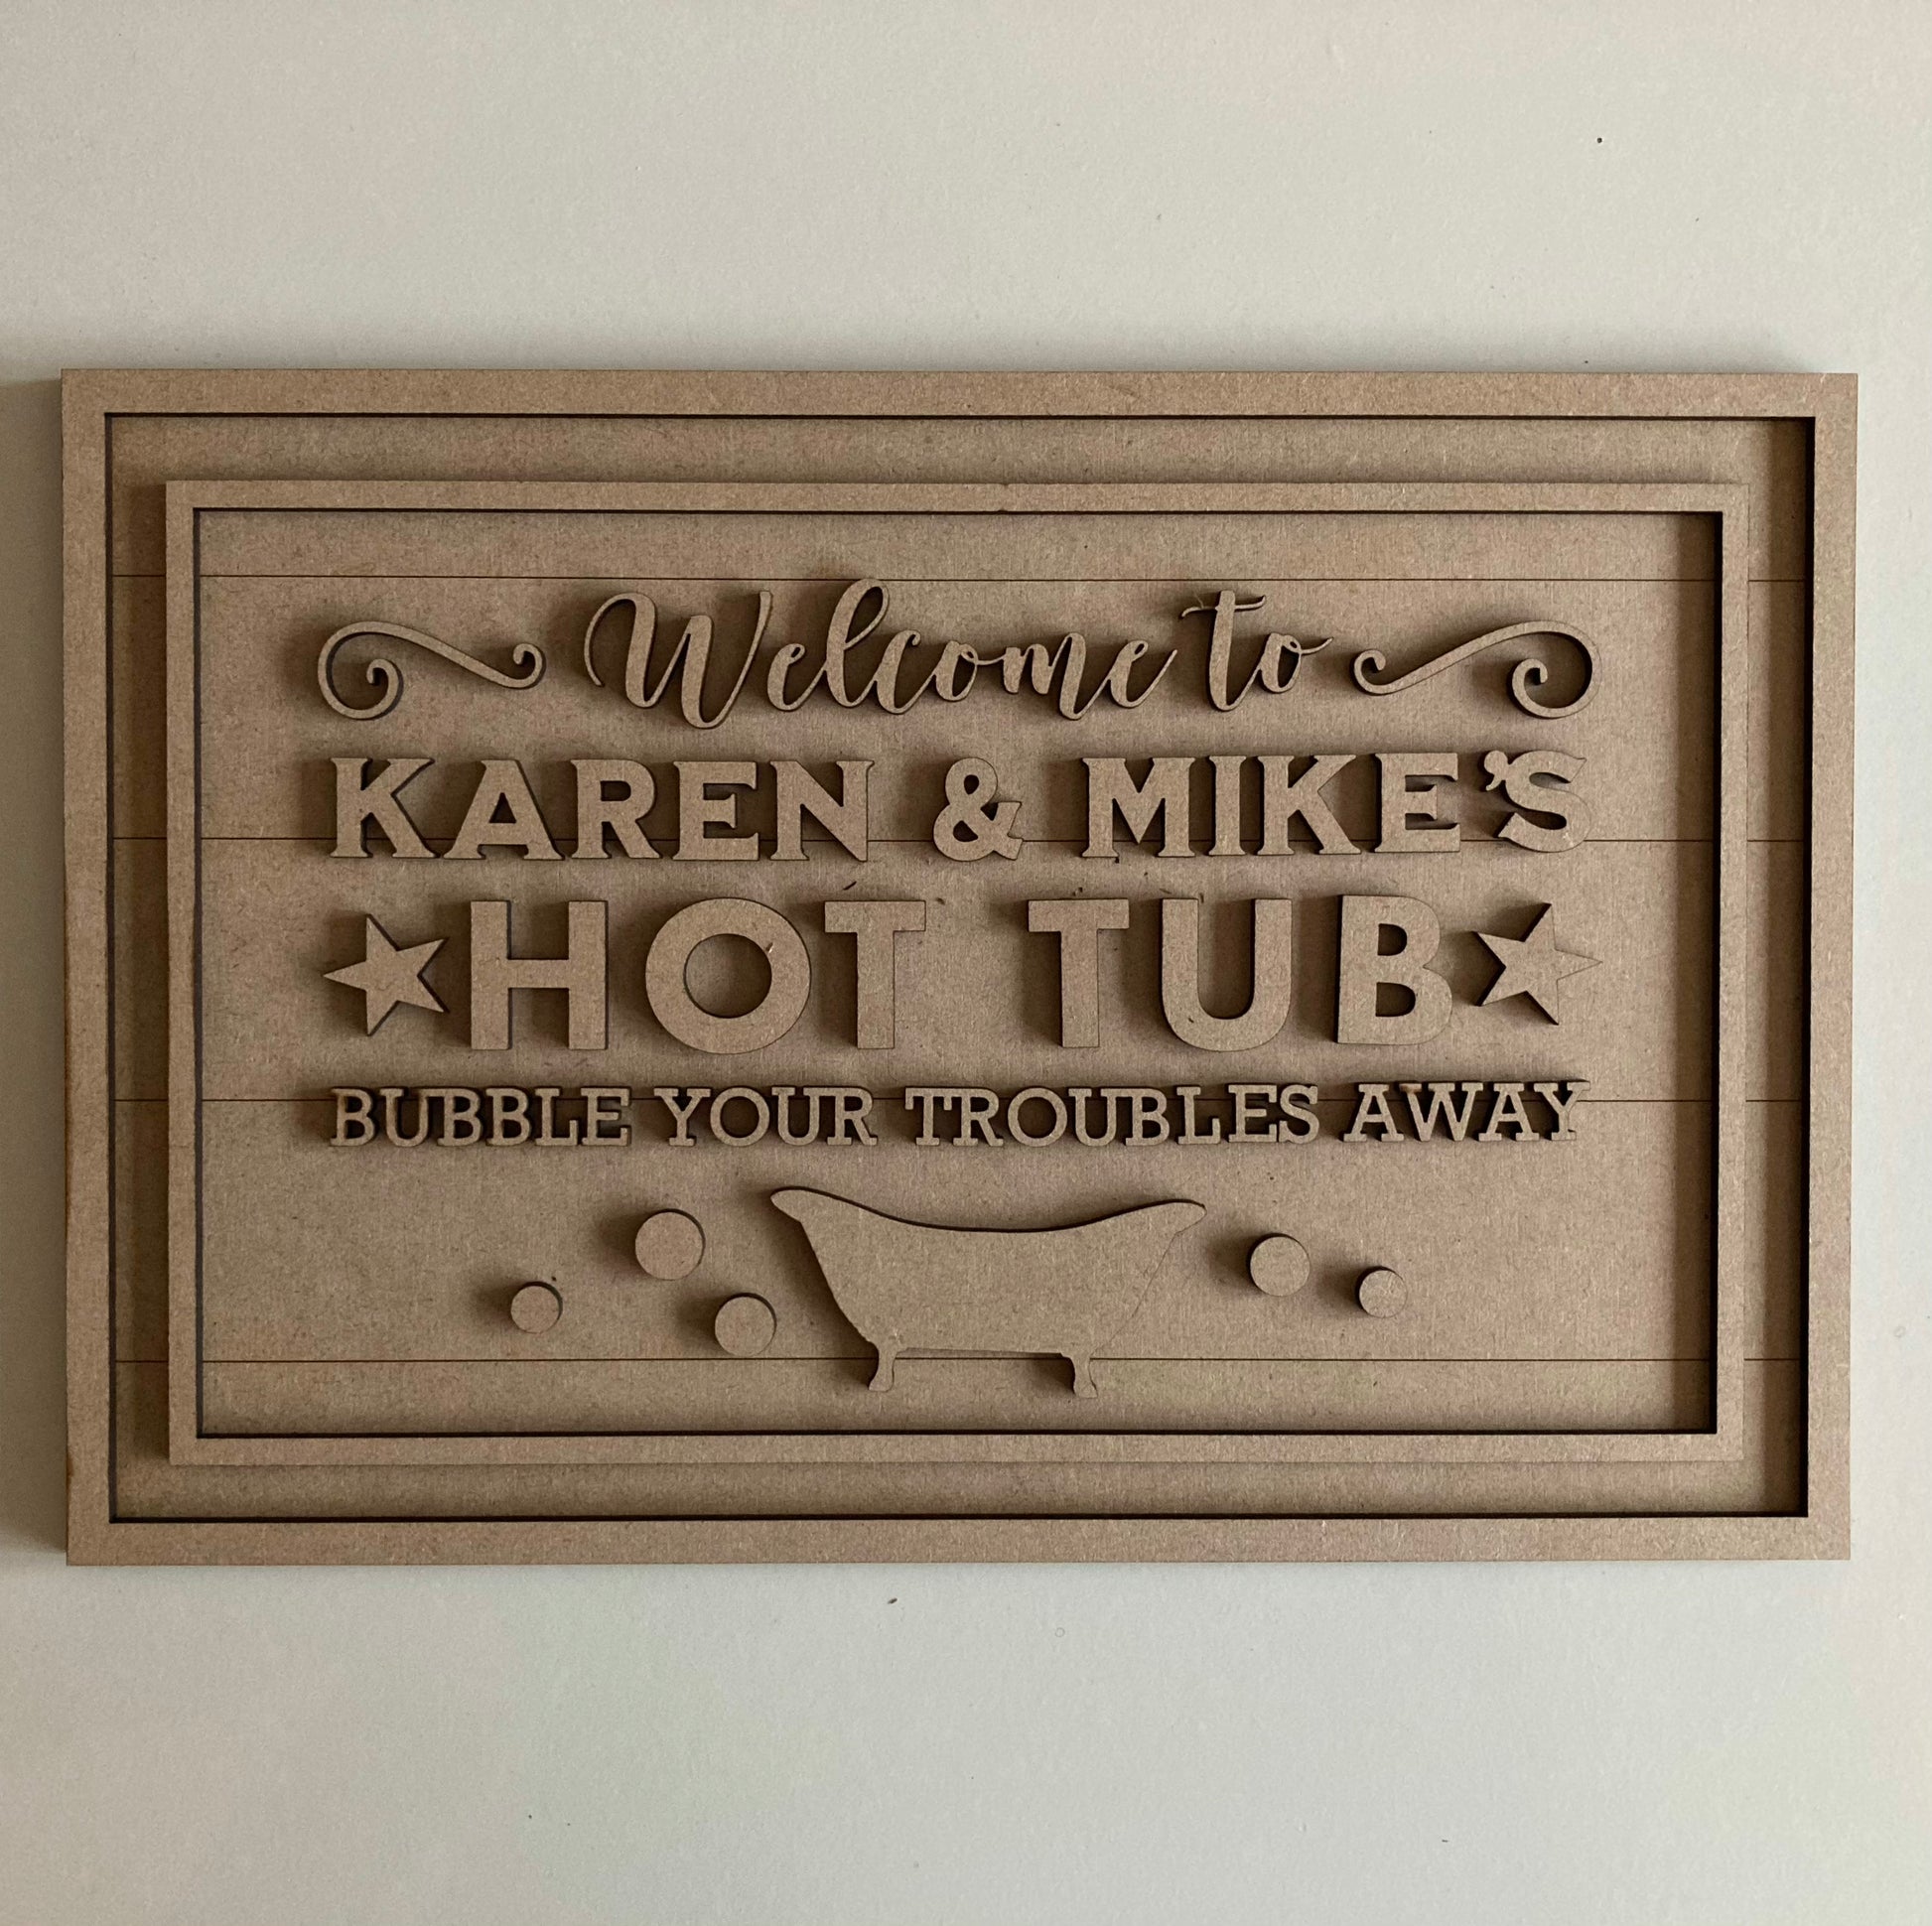 Welcome to
KAREN & MIKE'S
HOT TUB
BUBBLE YOUR TROUBLES AWAY